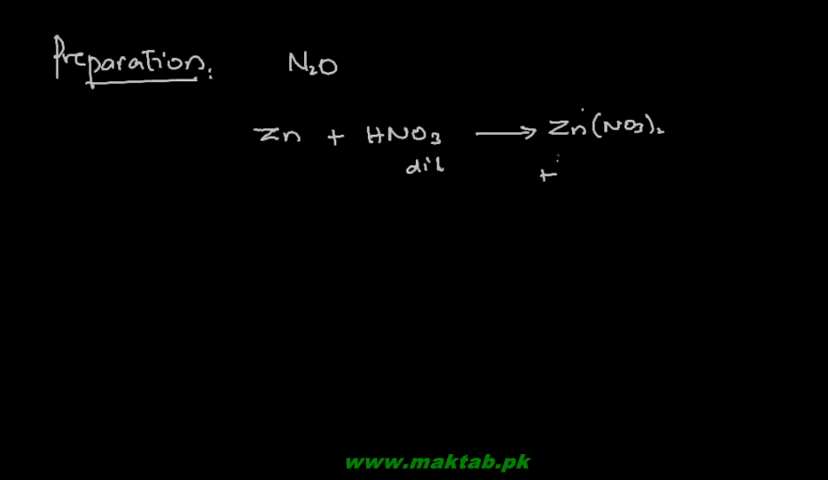 Preparation: N₂O
Zn + HNO₃ → Zn(NO₃)₂
dil +
www.maktab.pk